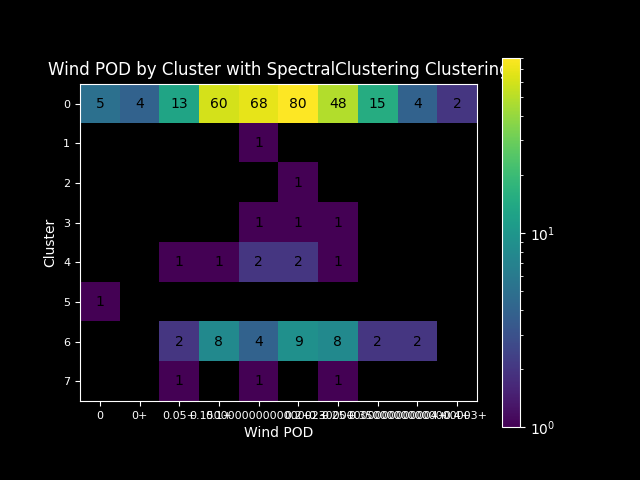 Wind POD by Cluster with SpectralClustering Clustering
0 5 4 13 60 68 80 48 15 4 2
1 1
2 1
3 1 1 1
4 1 1 2 2 1
5 1
6 2 8 4 9 8 2 2
7 1 1 1
0 0+ 0.05+
Cluster
Wind POD
10¹
10⁰